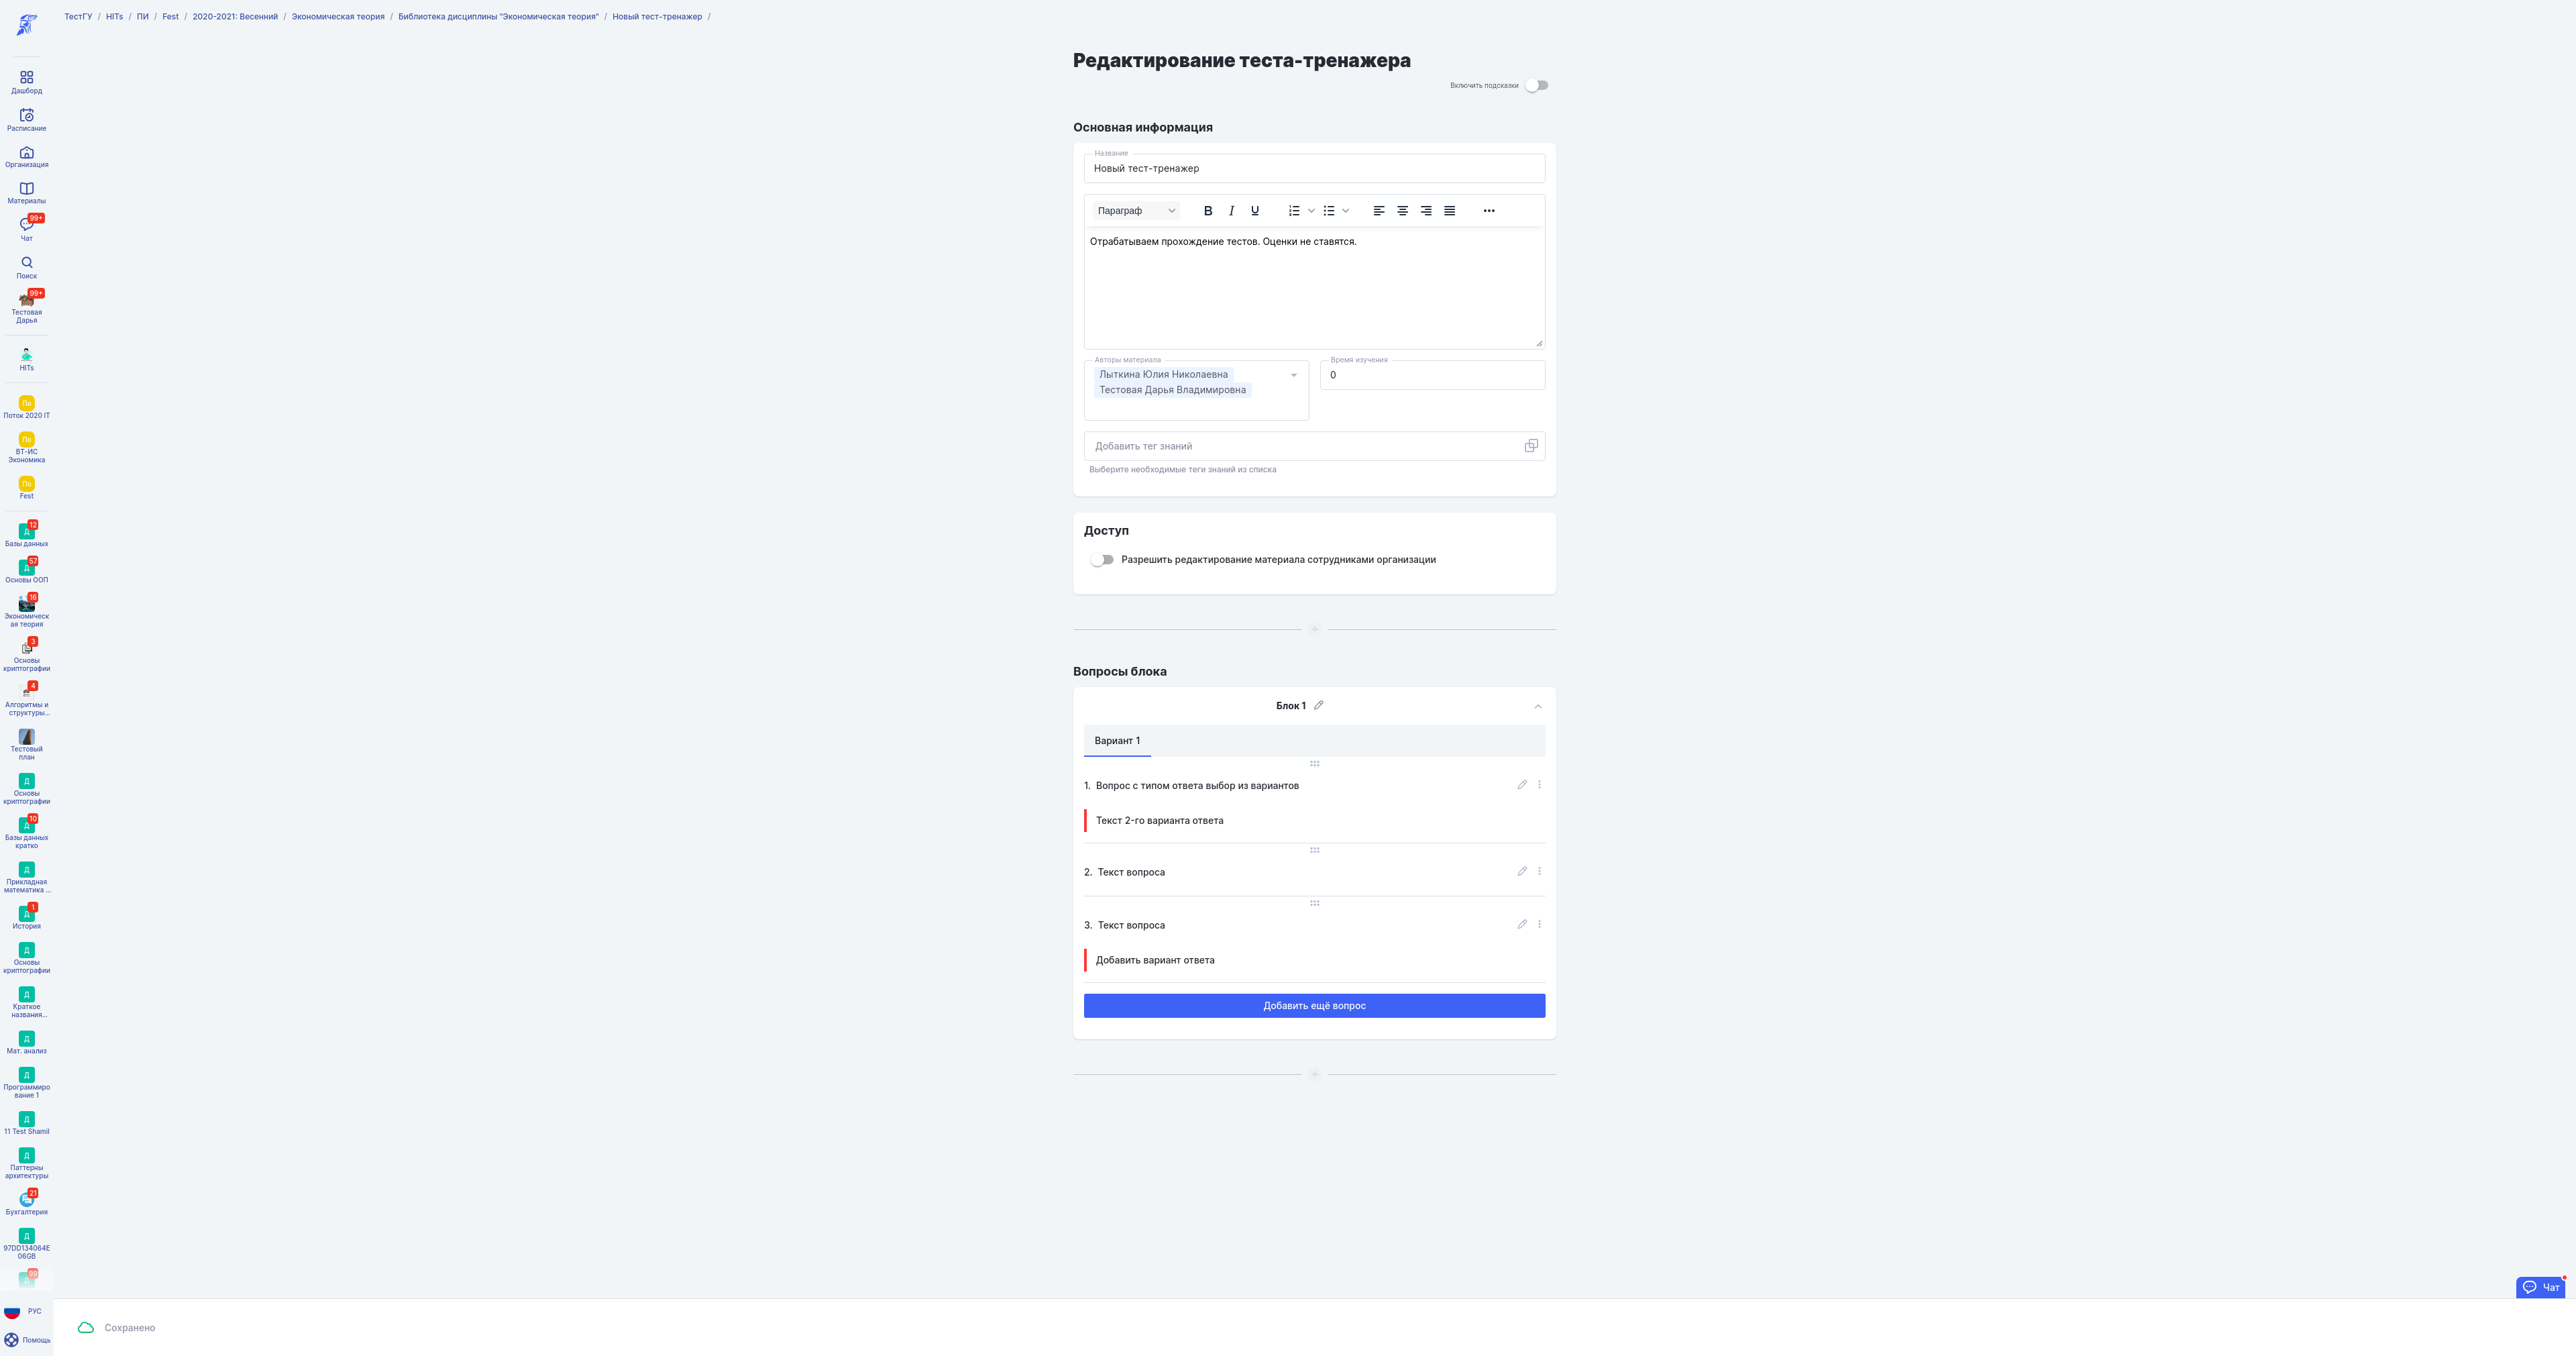 ТестГУ / HITs / ПИ / Fest / 2020-2021: Весенний / Экономическая теория / Библиотека дисциплины "Экономическая теория" / Новый тест-тренажер /
Дашборд
Расписание
Организация
Материалы
99+
Чат
Поиск
99+
Тестовая
Дарья
HITs
По
Поток 2020 IT
По
ВТ-ИС
Экономика
По
Fest
12
Д
Базы данных
57
Д
Основы ООП
16
Экономическ
ая теория
3
Основы
криптографии
4
Алгоритмы и
структуры...
Тестовый
план
Д
Основы
криптографии
10
Д
Базы данных
кратко
Д
Прикладная
математика ...
1
Д
История
Д
Основы
криптографии
Д
Краткое
названия...
Д
Мат. анализ
Д
Программиро
вание 1
Д
11 Test Shamil
Д
Паттерны
архитектуры
21
Бухгалтерия
Д
97DD134064E
06GB
99
Д
РУС
Помощь
Редактирование теста-тренажера
Включить подсказки
Основная информация
Название
Новый тест-тренажер
Параграф B I U
Отрабатываем прохождение тестов. Оценки не ставятся.
Авторы материала
Лыткина Юлия Николаевна
Тестовая Дарья Владимировна
Время изучения
0
Добавить тег знаний
Выберите необходимые теги знаний из списка
Доступ
Разрешить редактирование материала сотрудниками организации
Вопросы блока
Блок 1
Вариант 1
1. Вопрос с типом ответа выбор из вариантов
Текст 2-го варианта ответа
2. Текст вопроса
3. Текст вопроса
Добавить вариант ответа
Добавить ещё вопрос
Чат
Сохранено